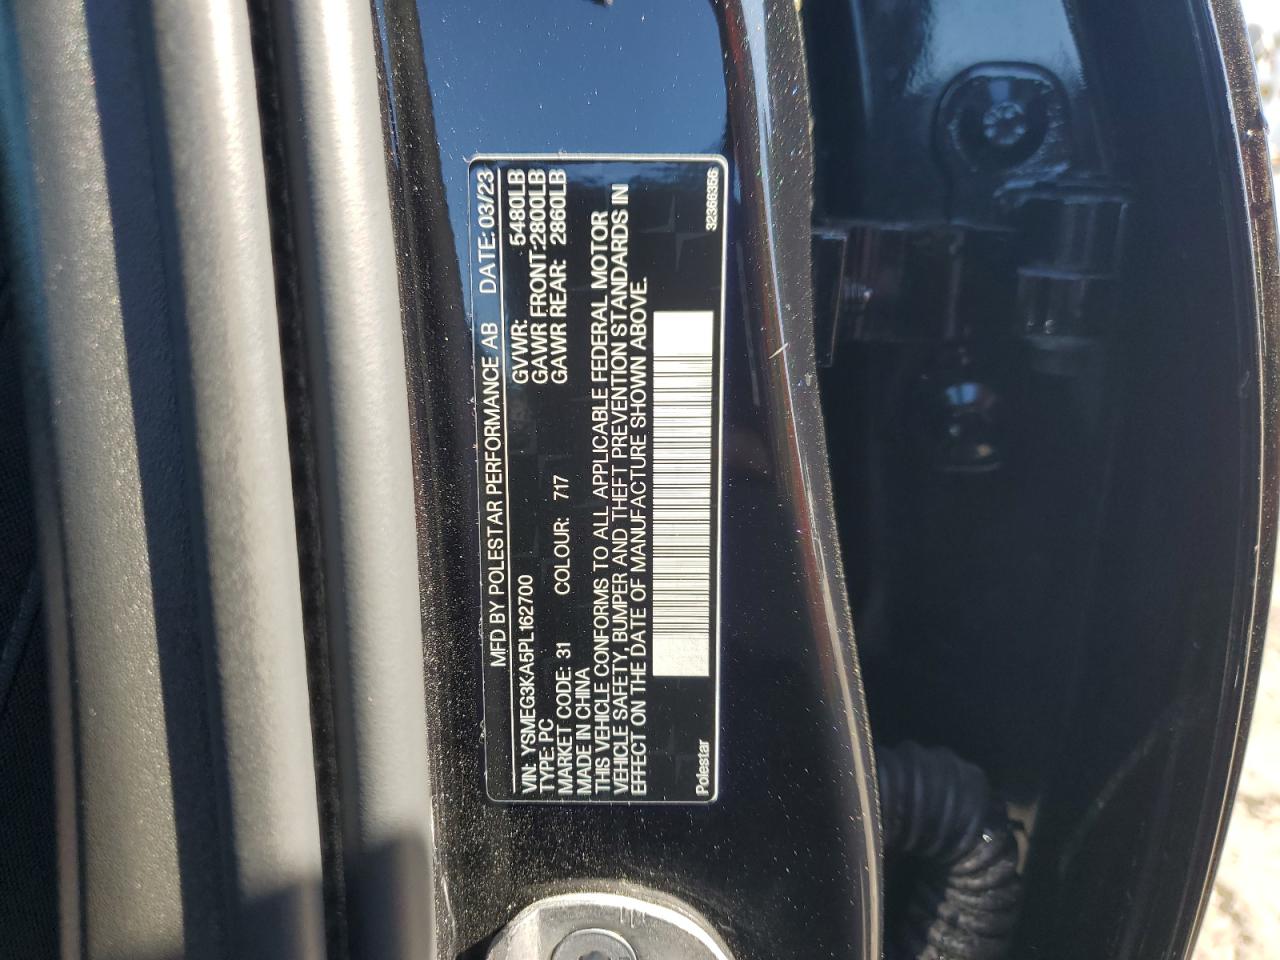 MFD BY POLESTAR PERFORMANCE AB DATE: 03/23
VIN: YSMEG3KA5PL162700 GVWR: 5480LB
TYPE: PC GAWR FRONT: 2800LB
MARKET CODE: 31 COLOUR: 717 GAWR REAR: 2860LB
MADE IN CHINA
THIS VEHICLE CONFORMS TO ALL APPLICABLE FEDERAL MOTOR
VEHICLE SAFETY, BUMPER AND THEFT PREVENTION STANDARDS IN
EFFECT ON THE DATE OF MANUFACTURE SHOWN ABOVE.
Polestar 32366356